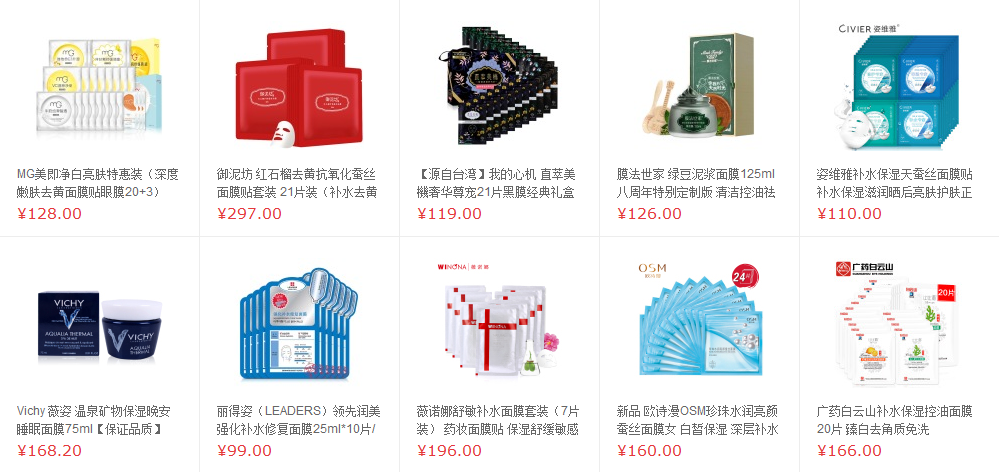 MG美即净白亮肤特惠装（深度
嫩肤去黄面膜贴眼膜20+3）
¥128.00
御泥坊 红石榴去黄抗氧化蚕丝
面膜贴套装 21片装（补水去黄
¥297.00
【源自台湾】我的心机 直萃美
機奢华尊宠21片黑膜经典礼盒
¥119.00
膜法世家 绿豆泥浆面膜125ml
八周年特别定制版 清洁控油祛
¥126.00
CIVIER 姿维雅
姿维雅补水保湿天蚕丝面膜贴
补水保湿滋润晒后亮肤护肤正
¥110.00
VICHY
AQUALIA THERMAL
VICHY
AQUALIA
Vichy 薇姿 温泉矿物保湿晚安
睡眠面膜75ml【保证品质】
¥168.20
丽得姿（LEADERS）领先润美
强化补水修复面膜25ml*10片/
¥99.00
WINONA 薇诺娜
薇诺娜舒敏补水面膜套装（7片
装） 药妆面膜贴 保湿舒缓敏感
¥196.00
OSM
24片
新品 欧诗漫OSM珍珠水润亮颜
蚕丝面膜女 白皙保湿 深层补水
¥160.00
广药白云山
20片
广药白云山补水保湿控油面膜
20片 臻白去角质免洗
¥166.00